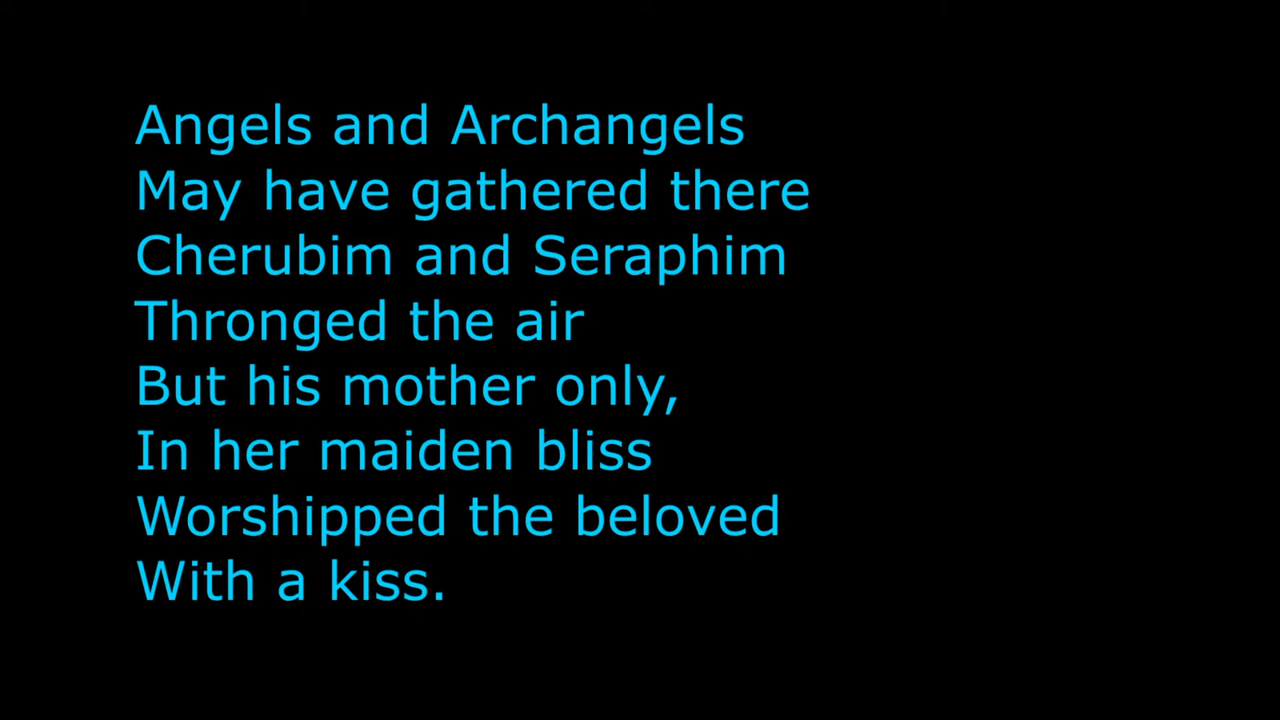 Angels and Archangels
May have gathered there
Cherubim and Seraphim
Thronged the air
But his mother only,
In her maiden bliss
Worshipped the beloved
With a kiss.